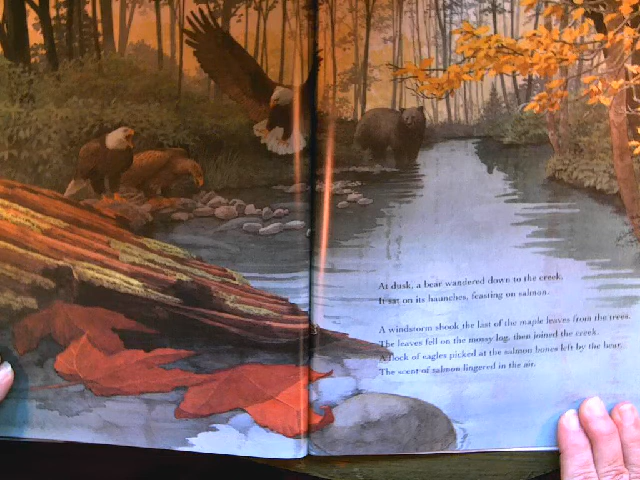 At dusk, a bear wandered down to the creek.
It sat on its haunches, feasting on salmon.
A windstorm shook the last of the maple leaves from the trees.
The leaves fell on the mossy log, then joined the creek.
A flock of eagles picked at the salmon bones left by the bear.
The scent of salmon lingered in the air.